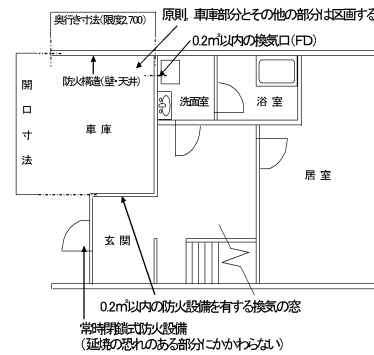 奥行き寸法(限度2.700)
原則、車庫部分とその他の部分は区画する
0.2㎡以内の換気口(FD)
防火構造(壁・天井)
開口寸法
車庫
洗面室
浴室
居室
玄関
0.2㎡以内の防火設備を有する換気の窓
常時閉鎖式防火設備
(延焼の恐れのある部分にかかわらない)